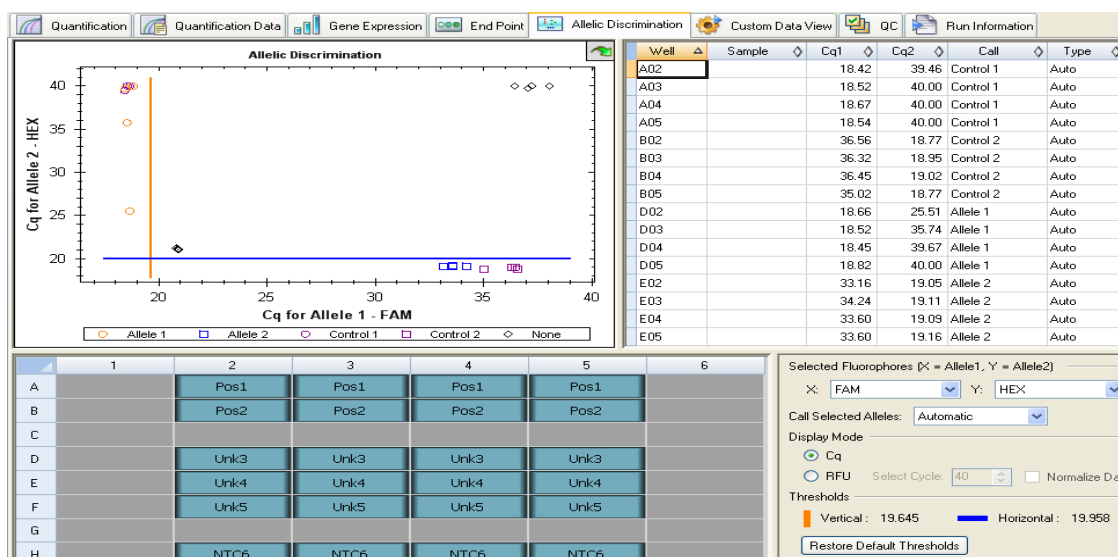 Quantification Quantification Data Gene Expression End Point Allelic Discrimination Custom Data View QC Run Information
Allelic Discrimination
Cq for Allele 2 - HEX
40
35
30
25
20
20 25 30 35 40
Cq for Allele 1 - FAM
Allele 1 Allele 2 Control 1 Control 2 None
Well Sample Cq1 Cq2 Call Type
A02 18.42 39.46 Control 1 Auto
A03 18.52 40.00 Control 1 Auto
A04 18.67 40.00 Control 1 Auto
A05 18.54 40.00 Control 1 Auto
B02 36.56 18.77 Control 2 Auto
B03 36.32 18.95 Control 2 Auto
B04 36.45 19.02 Control 2 Auto
B05 35.02 18.77 Control 2 Auto
D02 18.66 25.51 Allele 1 Auto
D03 18.52 35.74 Allele 1 Auto
D04 18.45 39.67 Allele 1 Auto
D05 18.82 40.00 Allele 1 Auto
E02 33.16 19.05 Allele 2 Auto
E03 34.24 19.11 Allele 2 Auto
E04 33.60 19.09 Allele 2 Auto
E05 33.60 19.16 Allele 2 Auto
1 2 3 4 5 6
A Pos1 Pos1 Pos1 Pos1
B Pos2 Pos2 Pos2 Pos2
C
D Unk3 Unk3 Unk3 Unk3
E Unk4 Unk4 Unk4 Unk4
F Unk5 Unk5 Unk5 Unk5
G
H NTC6 NTC6 NTC6 NTC6
Selected Fluorophores (X = Allele1, Y = Allele2)
X: FAM Y: HEX
Call Selected Alleles: Automatic
Display Mode
Cq
RFU Select Cycle: 40 Normalize Da
Thresholds
Vertical : 19.645 Horizontal : 19.958
Restore Default Thresholds